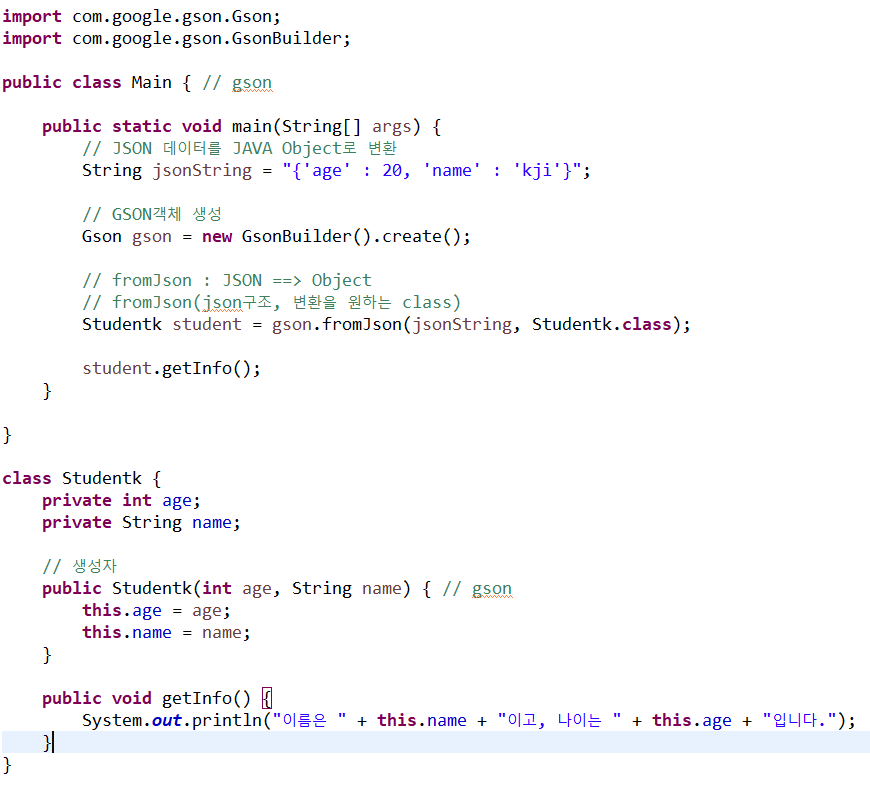 import com.google.gson.Gson;
import com.google.gson.GsonBuilder;
public class Main { // gson
public static void main(String[] args) {
// JSON 데이터를 JAVA Object로 변환
String jsonString = "{'age' : 20, 'name' : 'kji'}";
// GSON객체 생성
Gson gson = new GsonBuilder().create();
// fromJson : JSON ==> Object
// fromJson(json구조, 변환을 원하는 class)
Studentk student = gson.fromJson(jsonString, Studentk.class);
student.getInfo();
}
}
class Studentk {
private int age;
private String name;
// 생성자
public Studentk(int age, String name) { // gson
this.age = age;
this.name = name;
}
public void getInfo() {
System.out.println("이름은 " + this.name + "이고, 나이는 " + this.age + "입니다.");
}
}